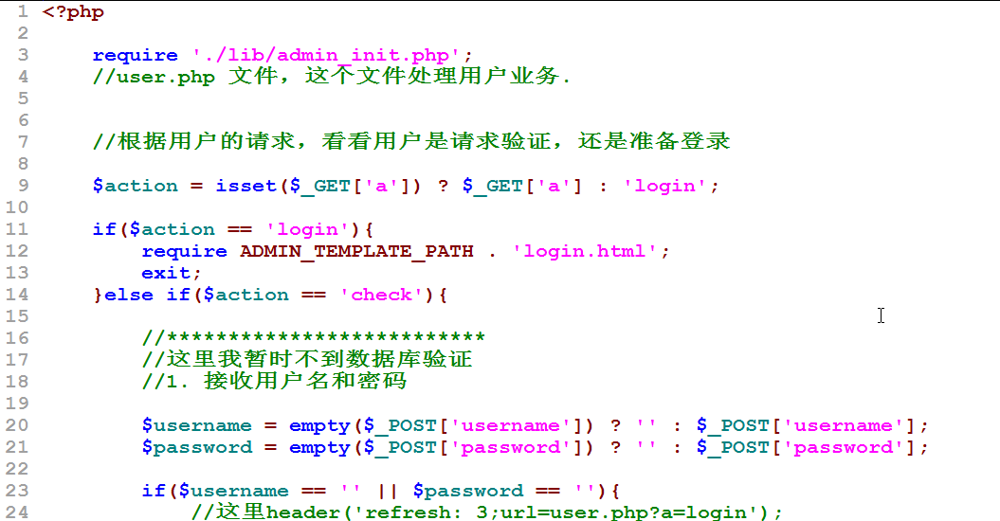 1 <?php
2
3 require './lib/admin_init.php';
4 //user.php 文件，这个文件处理用户业务.
5
6
7 //根据用户的请求，看看用户是请求验证，还是准备登录
8
9 $action = isset($_GET['a']) ? $_GET['a'] : 'login';
10
11 if($action == 'login'){
12 require ADMIN_TEMPLATE_PATH . 'login.html';
13 exit;
14 }else if($action == 'check'){
15
16 //**************************
17 //这里我暂时不到数据库验证
18 //1. 接收用户名和密码
19
20 $username = empty($_POST['username']) ? '' : $_POST['username'];
21 $password = empty($_POST['password']) ? '' : $_POST['password'];
22
23 if($username == '' || $password == ''){
24 //这里header('refresh: 3;url=user.php?a=login');